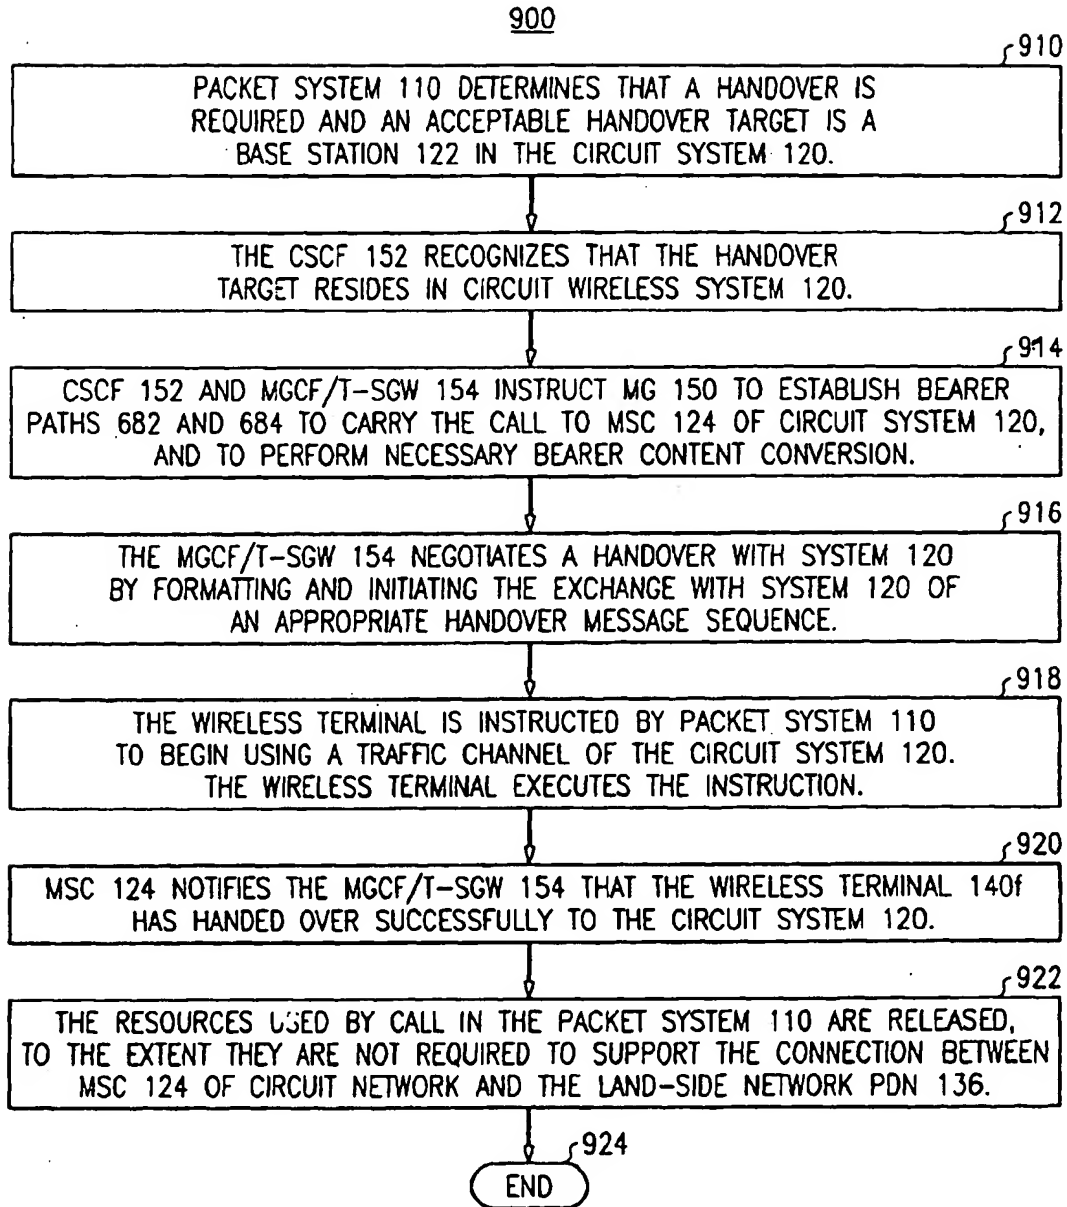 900
910
PACKET SYSTEM 110 DETERMINES THAT A HANDOVER IS
REQUIRED AND AN ACCEPTABLE HANDOVER TARGET IS A
BASE STATION 122 IN THE CIRCUIT SYSTEM 120.
912
THE CSCF 152 RECOGNIZES THAT THE HANDOVER
TARGET RESIDES IN CIRCUIT WIRELESS SYSTEM 120.
914
CSCF 152 AND MGCF/T-SGW 154 INSTRUCT MG 150 TO ESTABLISH BEARER
PATHS 682 AND 684 TO CARRY THE CALL TO MSC 124 OF CIRCUIT SYSTEM 120,
AND TO PERFORM NECESSARY BEARER CONTENT CONVERSION.
916
THE MGCF/T-SGW 154 NEGOTIATES A HANDOVER WITH SYSTEM 120
BY FORMATTING AND INITIATING THE EXCHANGE WITH SYSTEM 120 OF
AN APPROPRIATE HANDOVER MESSAGE SEQUENCE.
918
THE WIRELESS TERMINAL IS INSTRUCTED BY PACKET SYSTEM 110
TO BEGIN USING A TRAFFIC CHANNEL OF THE CIRCUIT SYSTEM 120.
THE WIRELESS TERMINAL EXECUTES THE INSTRUCTION.
920
MSC 124 NOTIFIES THE MGCF/T-SGW 154 THAT THE WIRELESS TERMINAL 140f
HAS HANDED OVER SUCCESSFULLY TO THE CIRCUIT SYSTEM 120.
922
THE RESOURCES USED BY CALL IN THE PACKET SYSTEM 110 ARE RELEASED,
TO THE EXTENT THEY ARE NOT REQUIRED TO SUPPORT THE CONNECTION BETWEEN
MSC 124 OF CIRCUIT NETWORK AND THE LAND-SIDE NETWORK PDN 136.
924
END